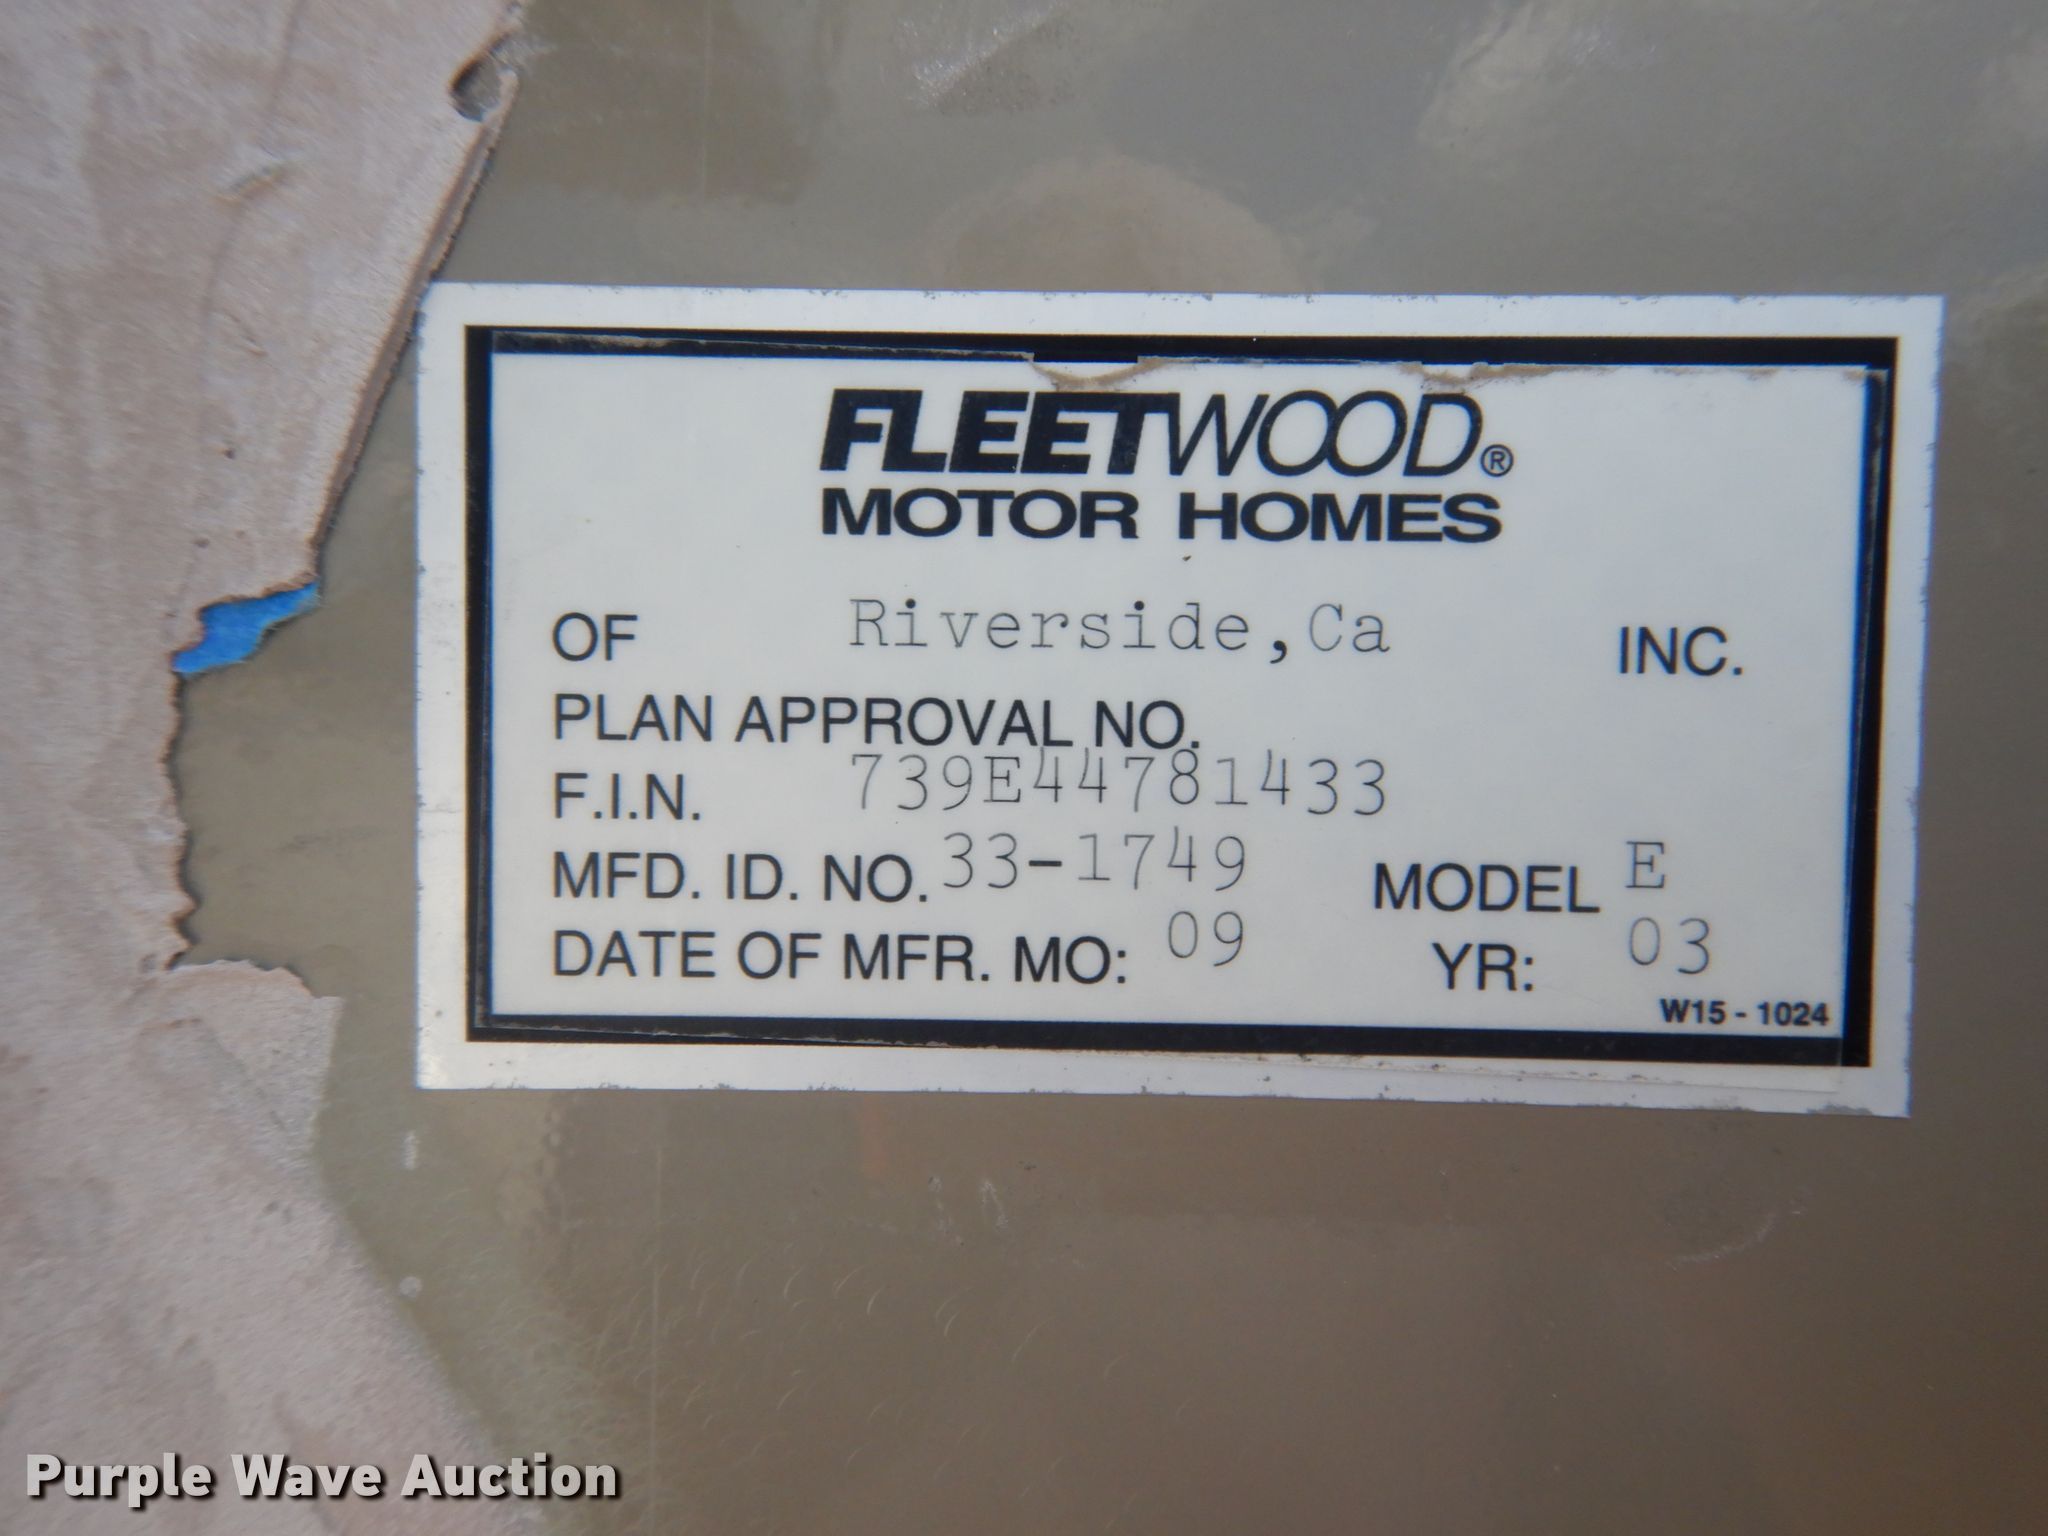 FLEETWOOD®
MOTOR HOMES
OF Riverside,Ca INC.
PLAN APPROVAL NO.
F.I.N. 739E44781433
MFD. ID. NO. 33-1749 MODEL E
DATE OF MFR. MO: 09 YR: 03
W15 - 1024
Purple Wave Auction